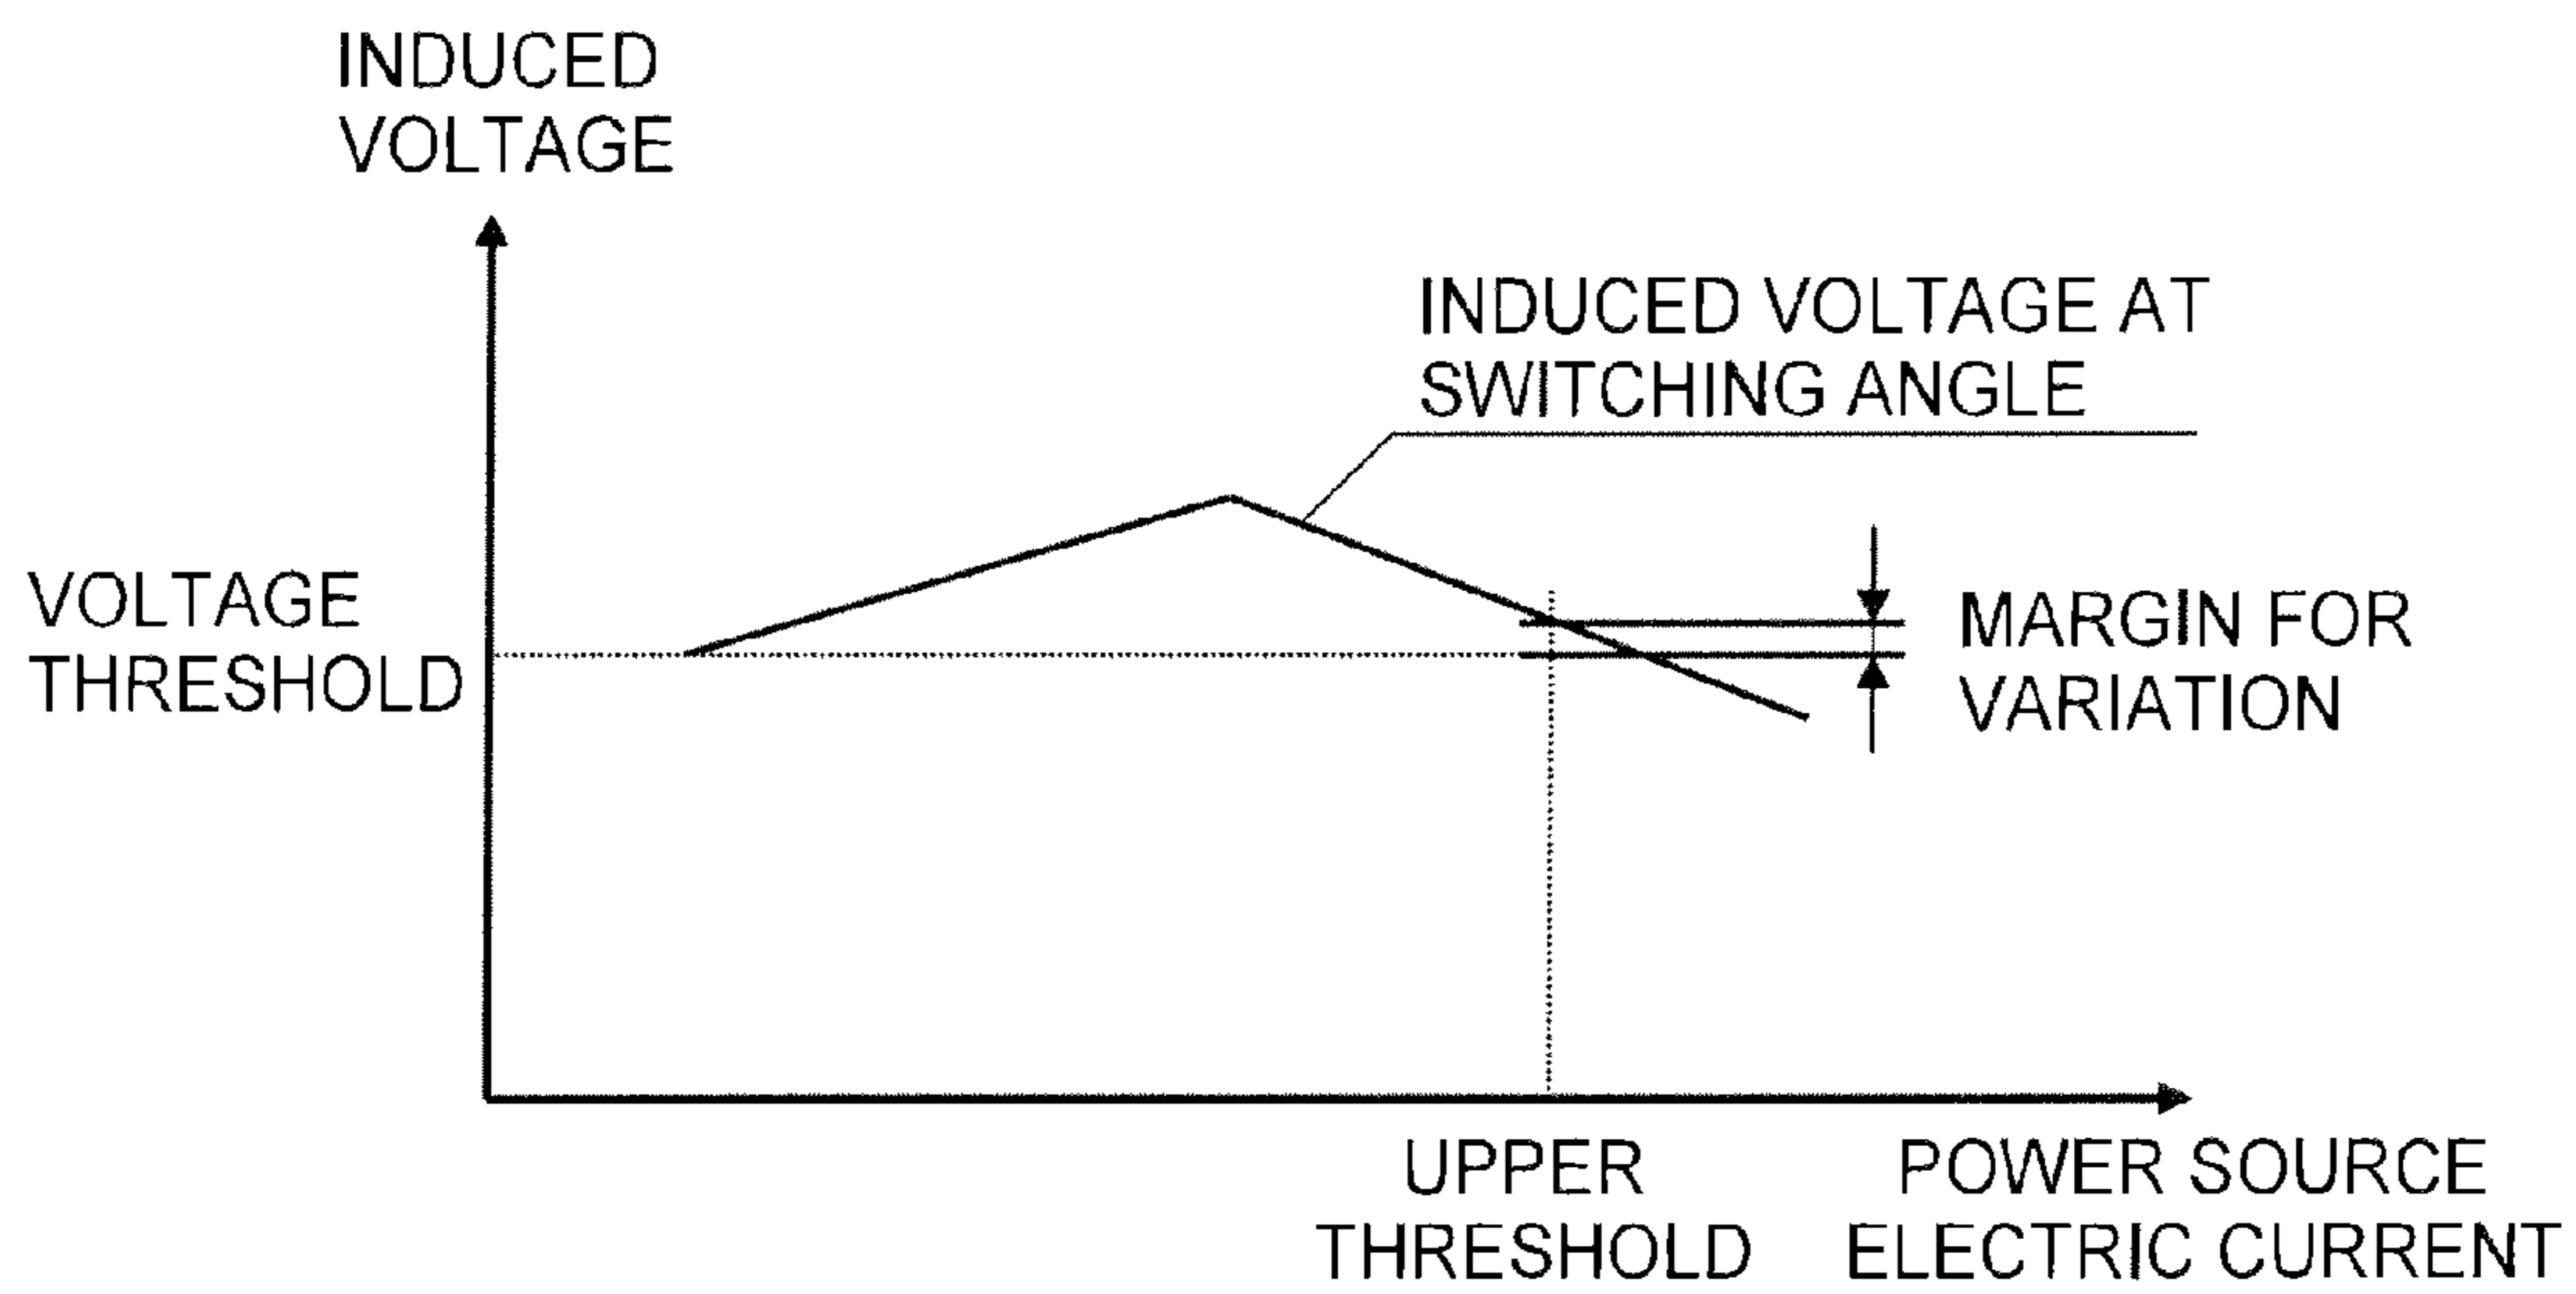 INDUCED
VOLTAGE
INDUCED VOLTAGE AT
SWITCHING ANGLE
VOLTAGE
THRESHOLD
MARGIN FOR
VARIATION
UPPER
THRESHOLD
POWER SOURCE
ELECTRIC CURRENT